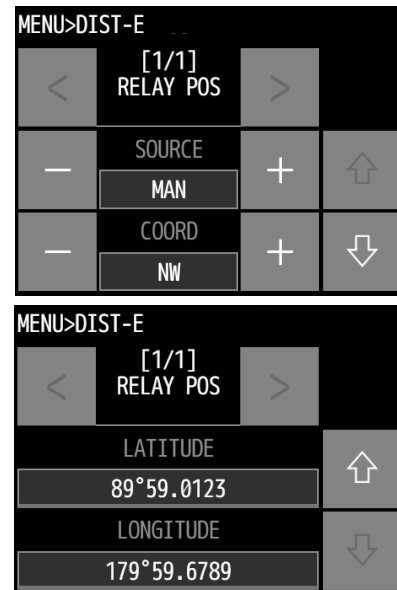 MENU>DIST-E
[1/1]
< RELAY POS >
SOURCE
− MAN +
COORD
− NW +
MENU>DIST-E
[1/1]
< RELAY POS >
LATITUDE
89°59.0123
LONGITUDE
179°59.6789